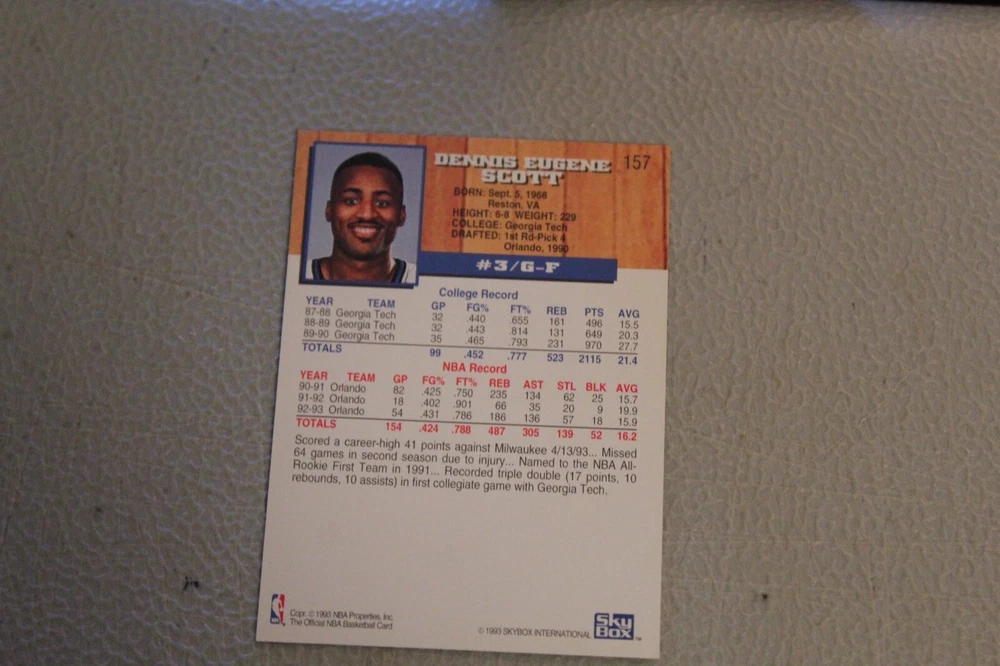 DENNIS EUGENE 157
SCOTT
BORN: Sept. 5, 1968
Reston, VA
HEIGHT: 6-8 WEIGHT: 229
COLLEGE: Georgia Tech
DRAFTED: 1st Rd-Pick 4
Orlando, 1990
#3/G-F
College Record
YEAR TEAM GP FG% FT% REB PTS AVG
87-88 Georgia Tech 32 .440 .655 161 496 15.5
88-89 Georgia Tech 32 .443 .814 131 649 20.3
89-90 Georgia Tech 35 .465 .793 231 970 27.7
TOTALS 99 .452 .777 523 2115 21.4
NBA Record
YEAR TEAM GP FG% FT% REB AST STL BLK AVG
90-91 Orlando 82 .425 .750 235 134 62 25 15.7
91-92 Orlando 18 .402 .901 66 35 20 9 19.9
92-93 Orlando 54 .431 .786 186 136 57 18 15.9
TOTALS 154 .424 .788 487 305 139 52 16.2
Scored a career-high 41 points against Milwaukee 4/13/93... Missed
64 games in second season due to injury... Named to the NBA All-
Rookie First Team in 1991... Recorded triple double (17 points, 10
rebounds, 10 assists) in first collegiate game with Georgia Tech.
Copr. © 1993 NBA Properties, Inc.
The Official NBA Basketball Card
© 1993 SKYBOX INTERNATIONAL
SkyBox™